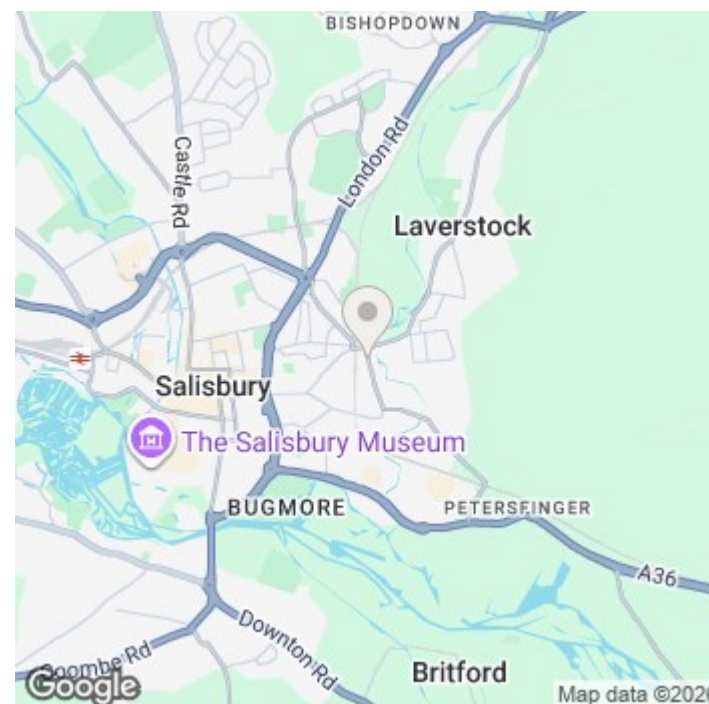 BISHOPDOWN
London Rd
Castle Rd
Laverstock
Salisbury
The Salisbury Museum
BUGMORE
PETERSFINGER
A36
Downton Rd
Coombe Rd
Britford
Google
Map data ©2020